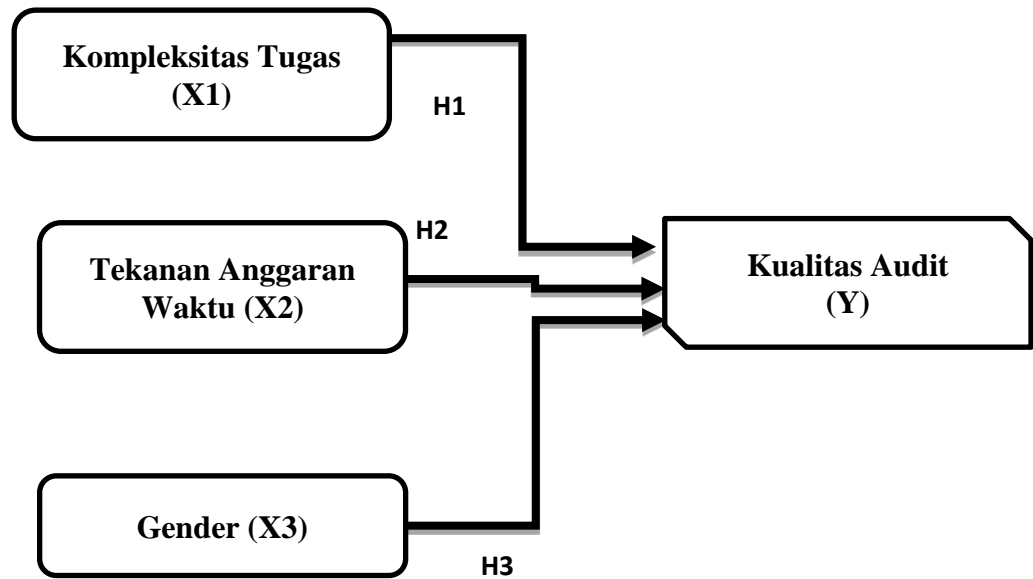 Kompleksitas Tugas
(X1)
H1
H2
Tekanan Anggaran
Waktu (X2)
Kualitas Audit
(Y)
Gender (X3)
H3